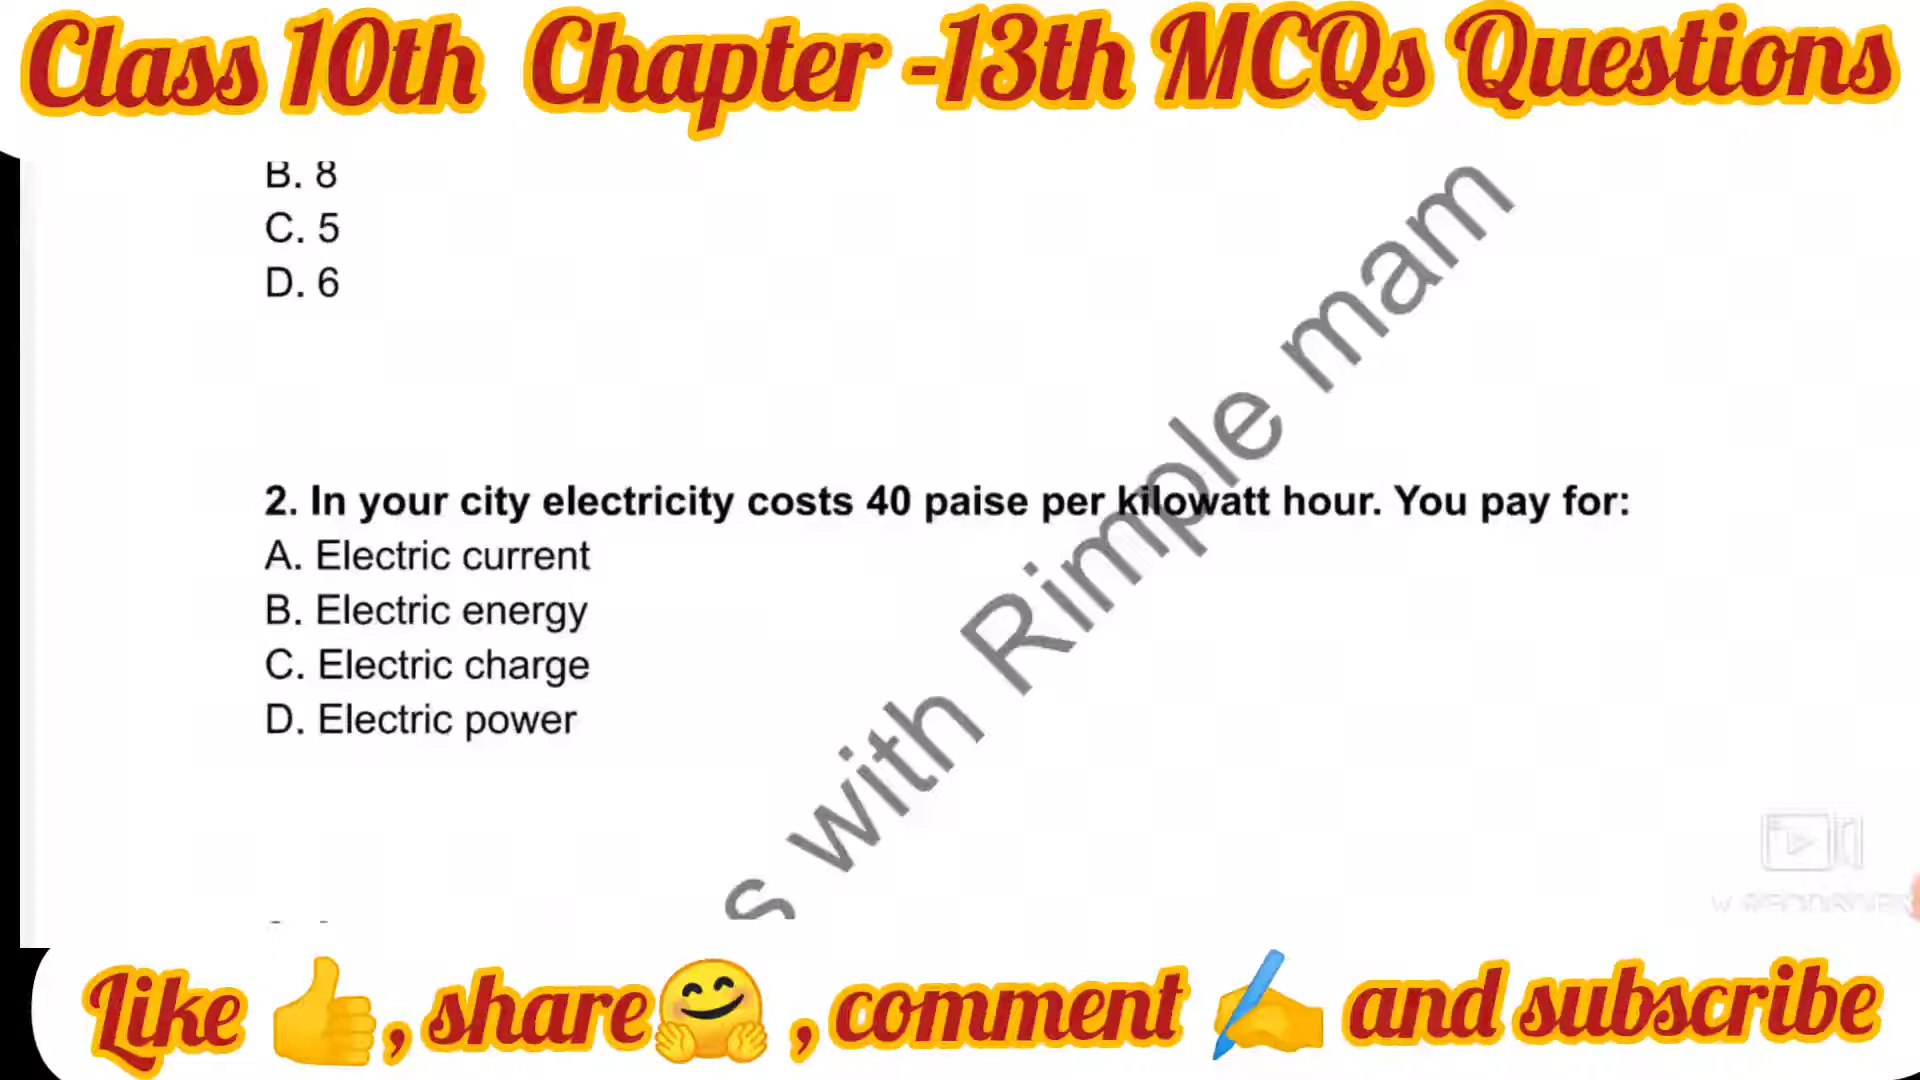 Class 10th Chapter -13th MCQs Questions
B. 8
C. 5
D. 6
2. In your city electricity costs 40 paise per kilowatt hour. You pay for:
A. Electric current
B. Electric energy
C. Electric charge
D. Electric power
s with Rimple mam
Like 👍, share🤗, comment ✍ and subscribe